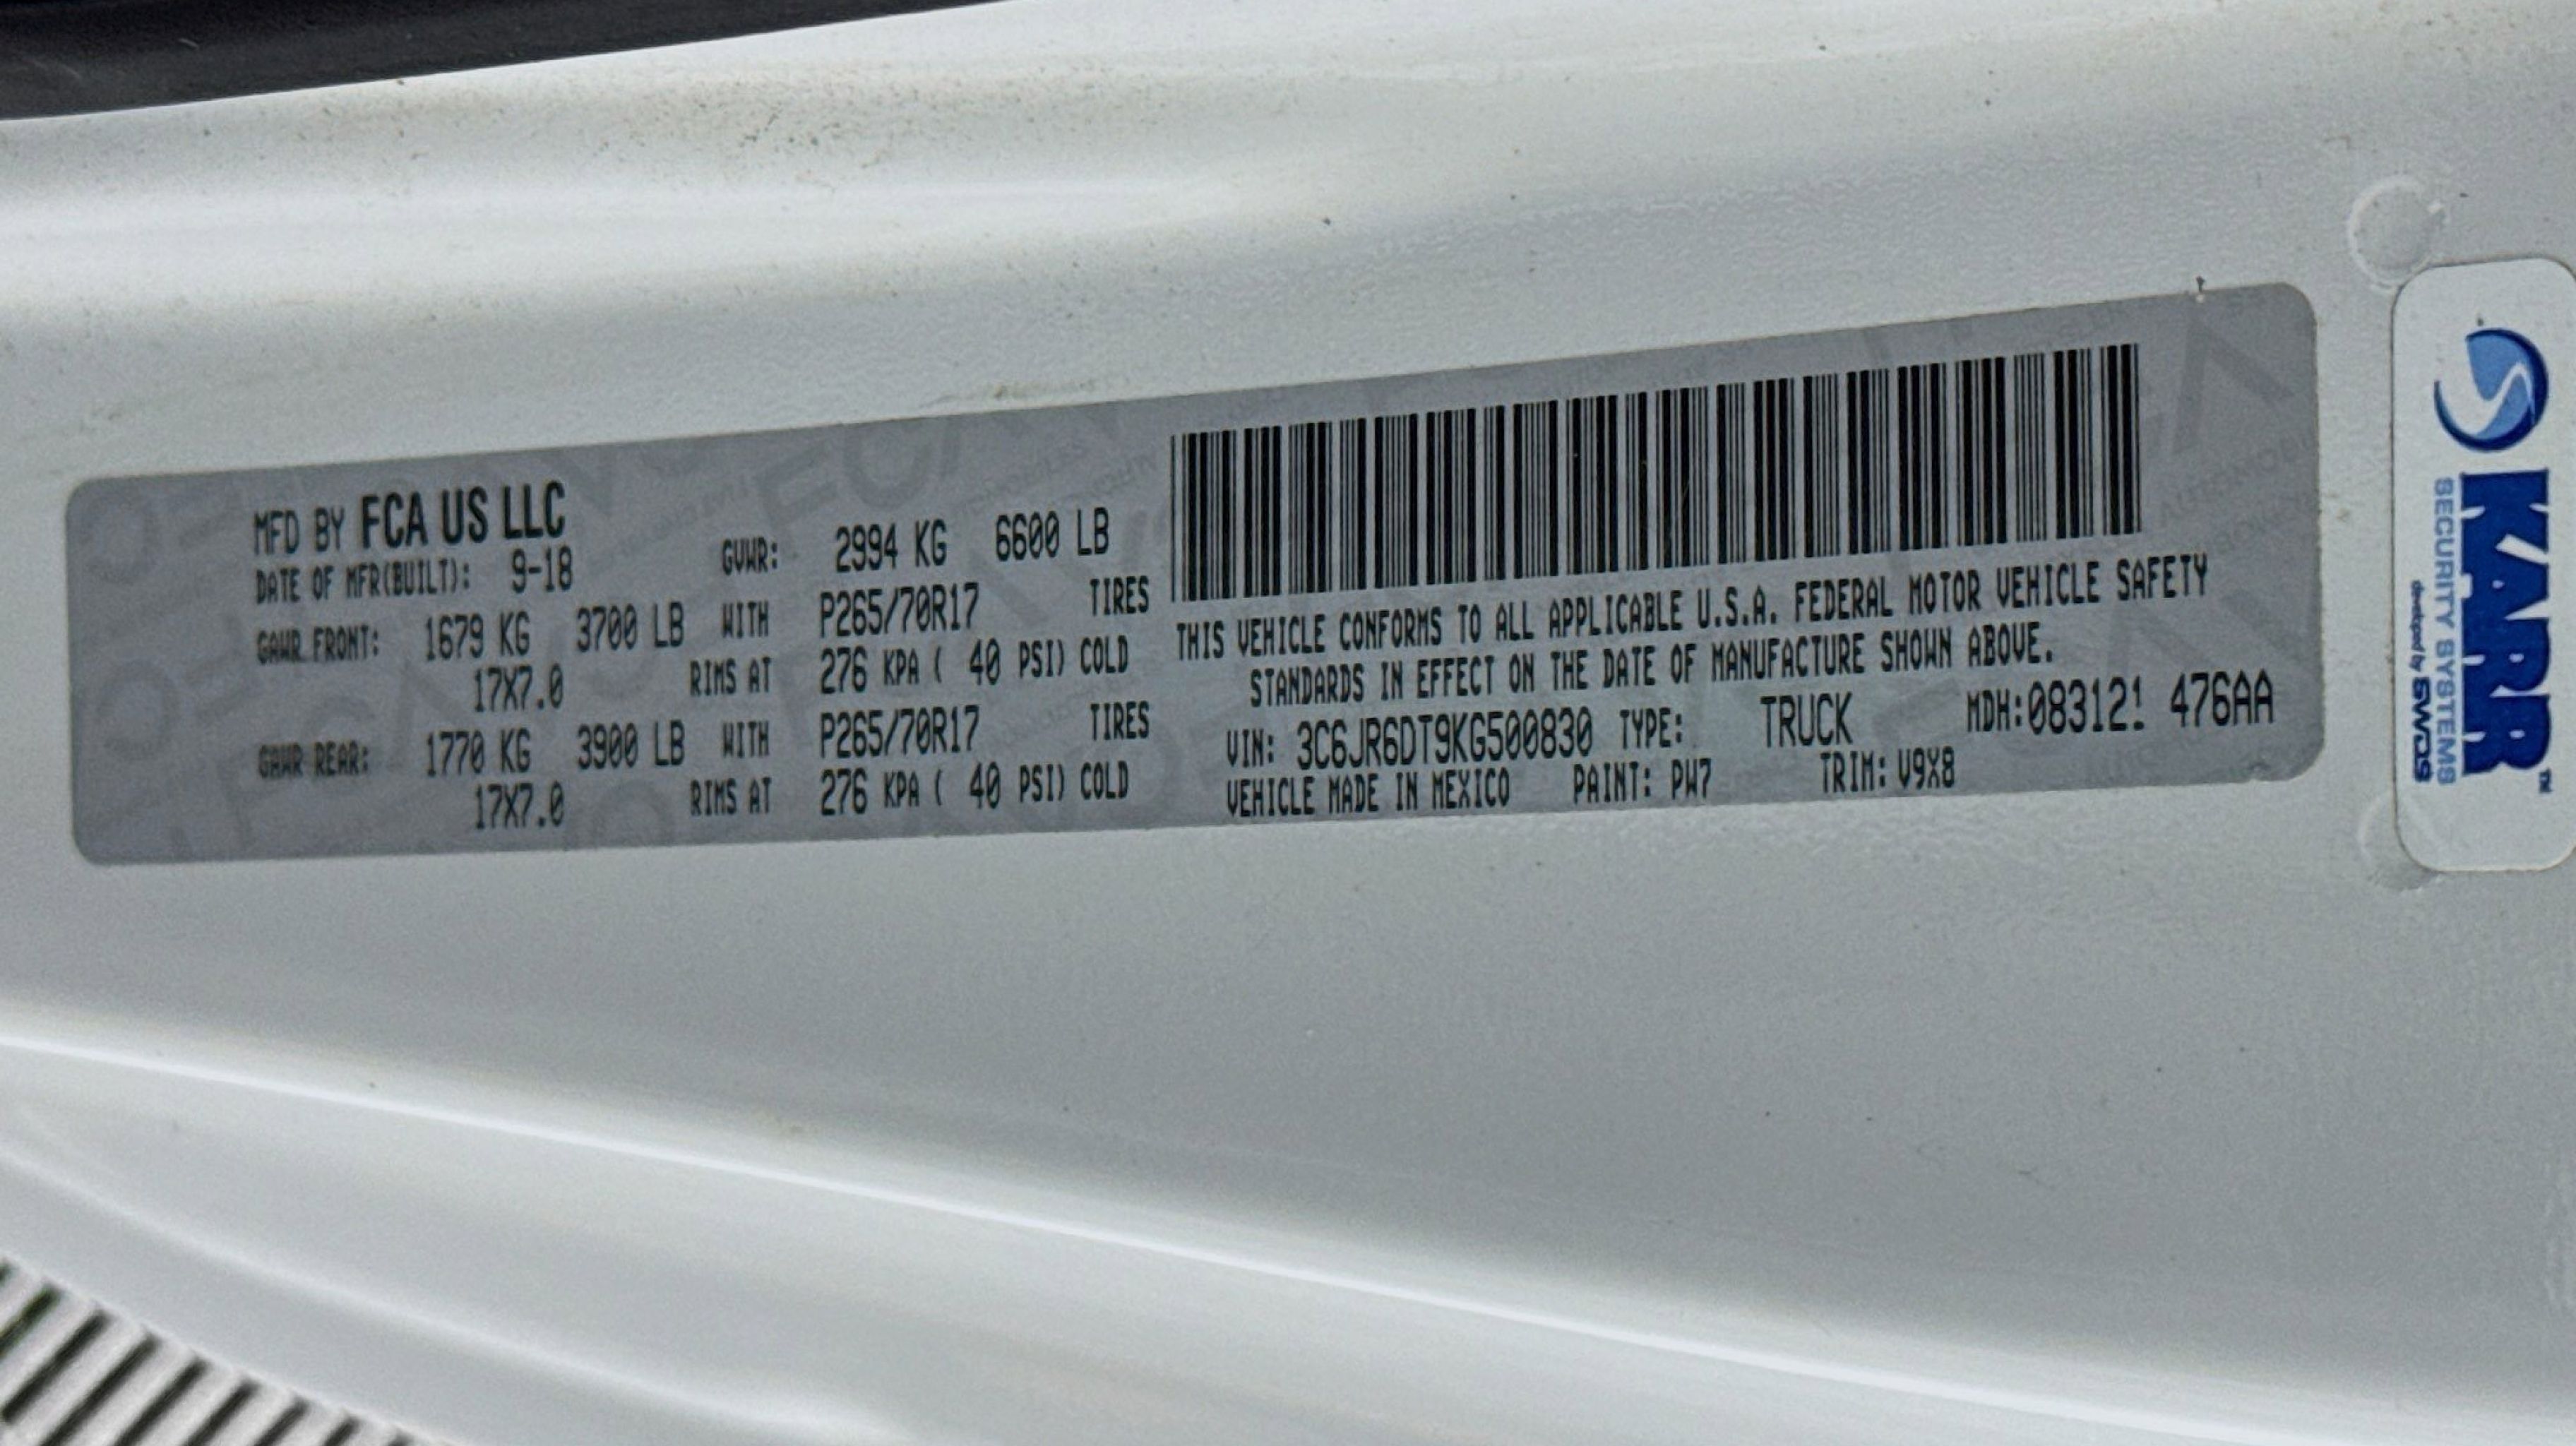 MFD BY FCA US LLC
DATE OF MFR(BUILT): 9-18 GVWR: 2994 KG 6600 LB
GAWR FRONT: 1679 KG 3700 LB WITH P265/70R17 TIRES
17X7.0 RIMS AT 276 KPA ( 40 PSI) COLD
GAWR REAR: 1770 KG 3900 LB WITH P265/70R17 TIRES
17X7.0 RIMS AT 276 KPA ( 40 PSI) COLD
THIS VEHICLE CONFORMS TO ALL APPLICABLE U.S.A. FEDERAL MOTOR VEHICLE SAFETY
STANDARDS IN EFFECT ON THE DATE OF MANUFACTURE SHOWN ABOVE.
VIN: 3C6JR6DT9KG500830 TYPE: TRUCK MDH:083121 476AA
VEHICLE MADE IN MEXICO PAINT: PW7 TRIM: V9X8
KARR™
SECURITY SYSTEMS
developed by SWDS